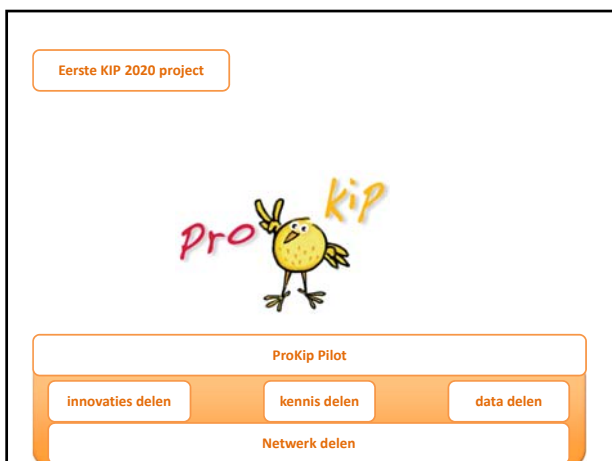 Eerste KIP 2020 project
pro kip
ProKip Pilot
innovaties delen kennis delen data delen
Netwerk delen